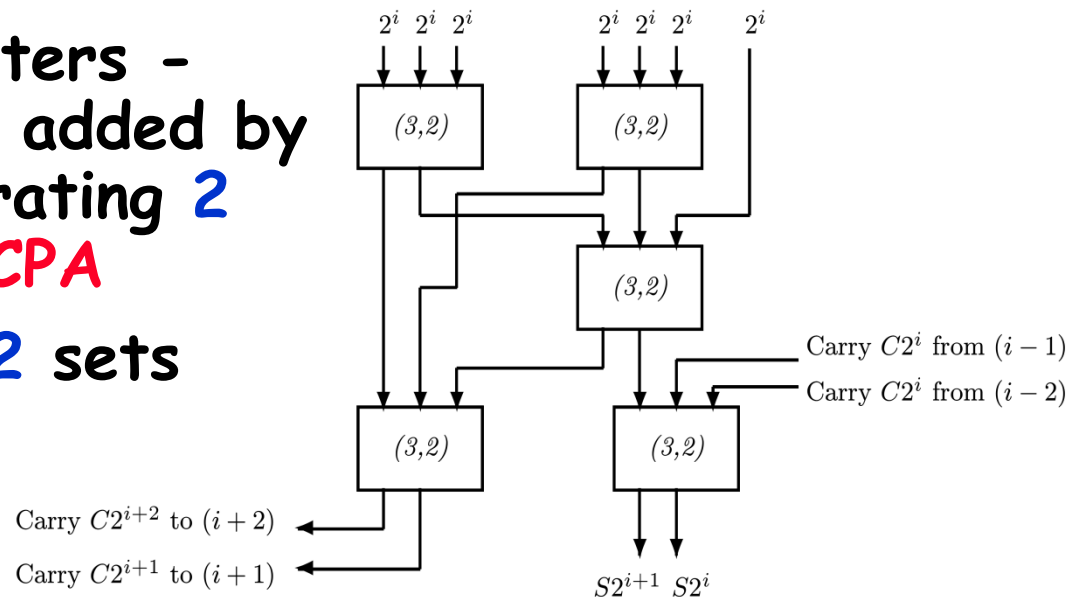 2^i 2^i 2^i 2^i 2^i 2^i 2^i
ters -
added by
rating 2
CPA
2 sets
(3,2) (3,2)
(3,2)
Carry C2^i from (i − 1)
Carry C2^i from (i − 2)
(3,2) (3,2)
Carry C2^{i+2} to (i + 2)
Carry C2^{i+1} to (i + 1)
S2^{i+1} S2^i